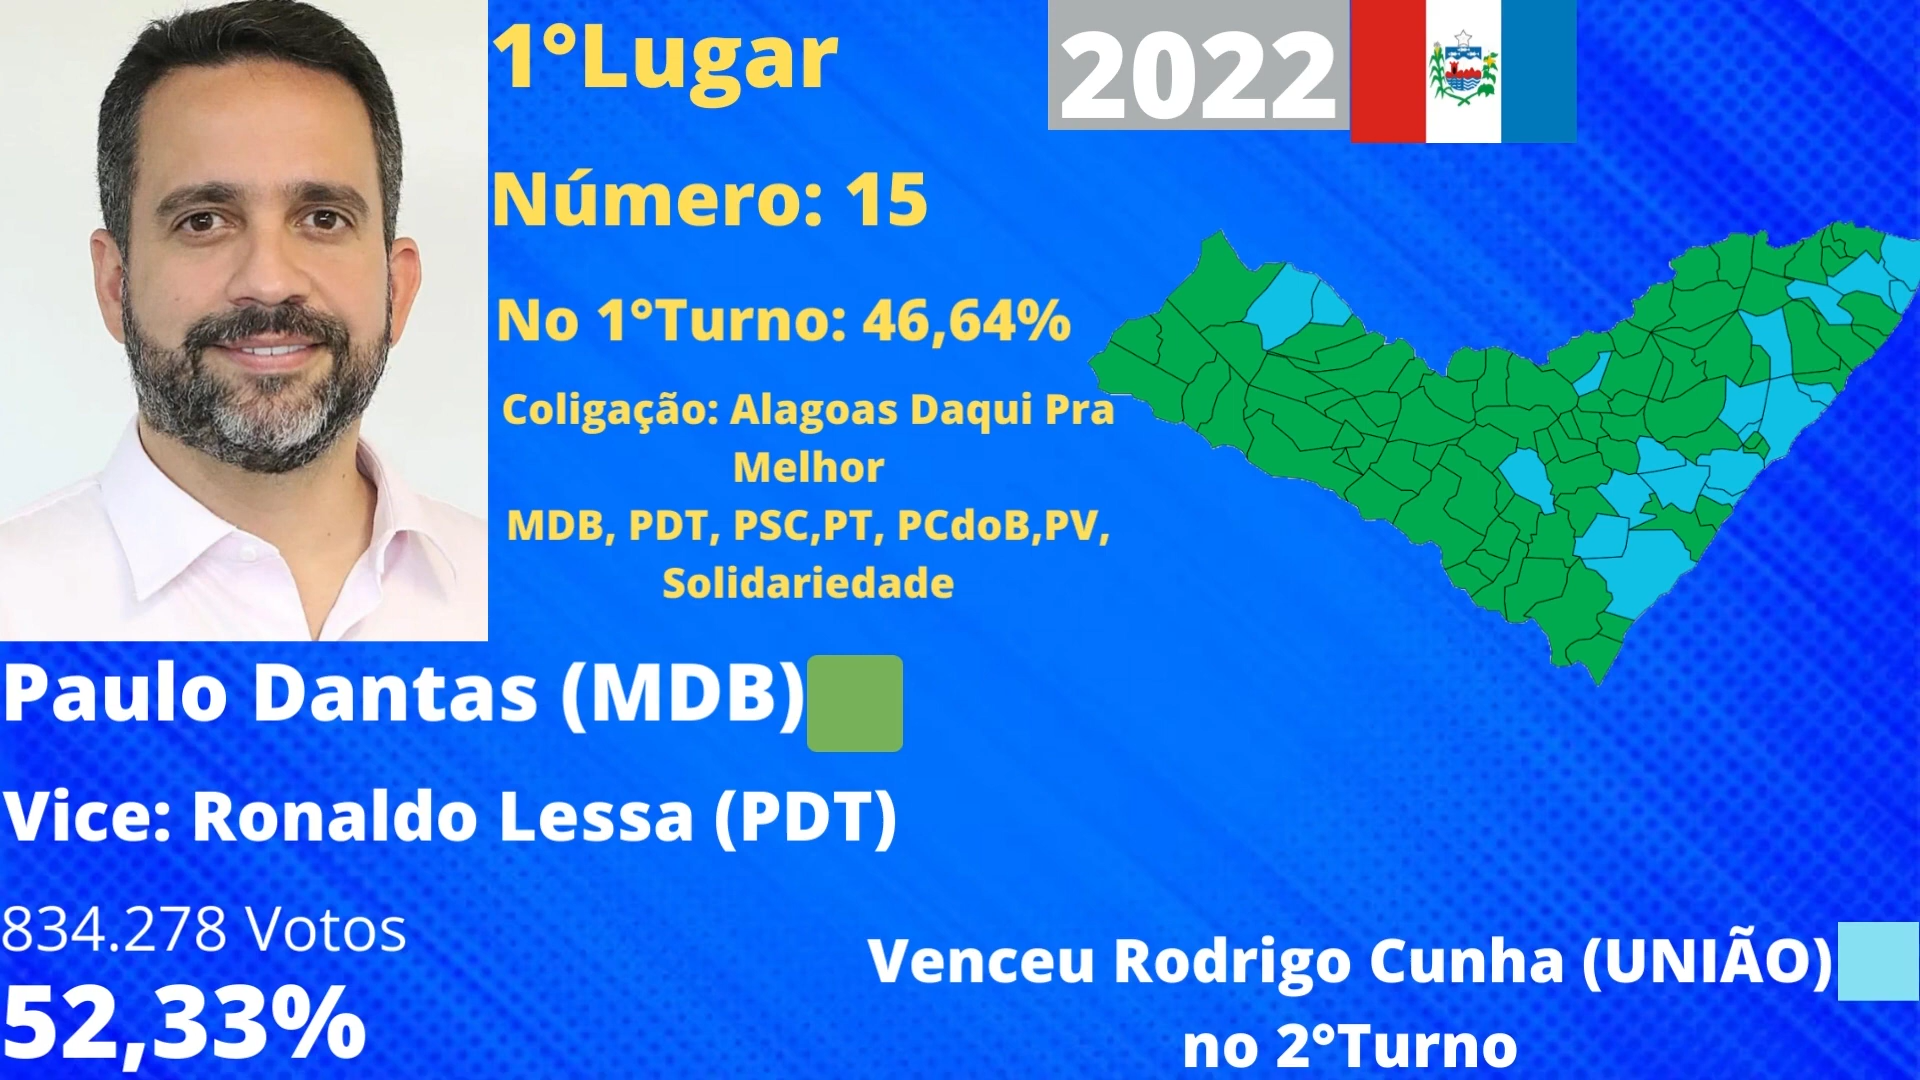 1°Lugar
2022
Número: 15
No 1°Turno: 46,64%
Coligação: Alagoas Daqui Pra
Melhor
MDB, PDT, PSC,PT, PCdoB,PV,
Solidariedade
Paulo Dantas (MDB)
Vice: Ronaldo Lessa (PDT)
834.278 Votos
52,33%
Venceu Rodrigo Cunha (UNIÃO)
no 2°Turno